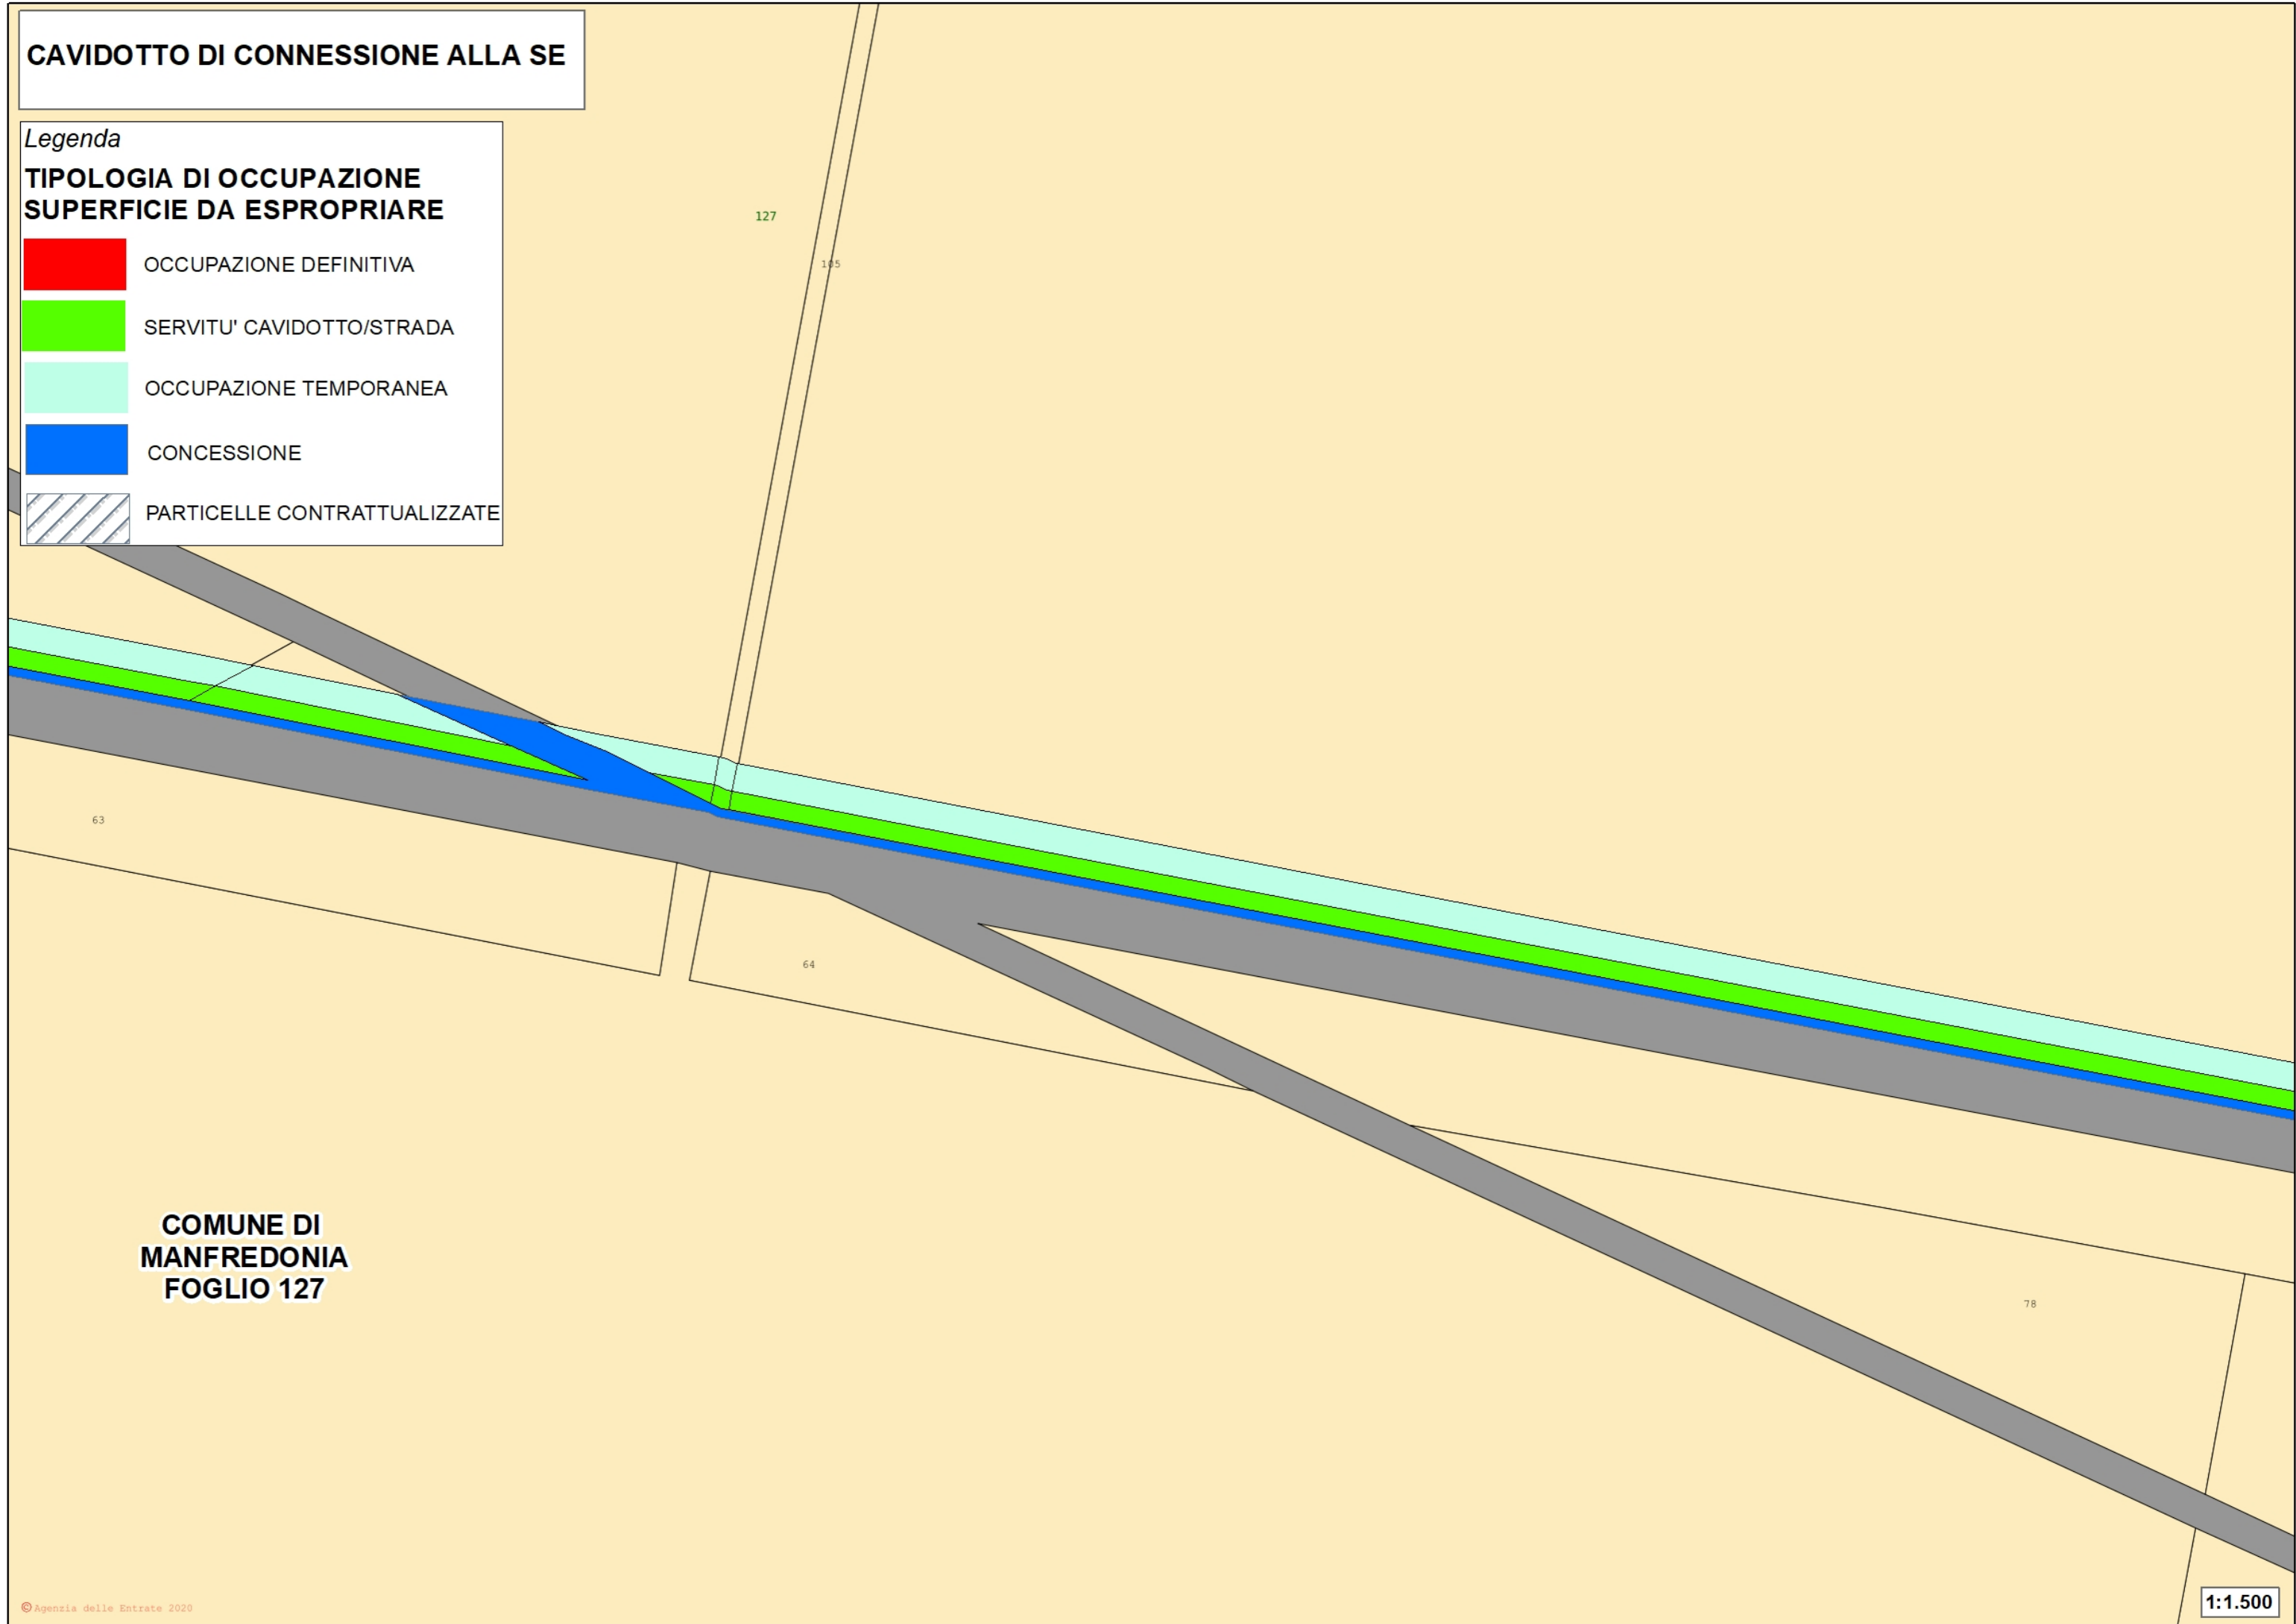 CAVIDOTTO DI CONNESSIONE ALLA SE
Legenda
TIPOLOGIA DI OCCUPAZIONE
SUPERFICIE DA ESPROPRIARE
OCCUPAZIONE DEFINITIVA
SERVITU' CAVIDOTTO/STRADA
OCCUPAZIONE TEMPORANEA
CONCESSIONE
PARTICELLE CONTRATTUALIZZATE
127
105
63
64
78
COMUNE DI
MANFREDONIA
FOGLIO 127
© Agenzia delle Entrate 2020
1:1.500